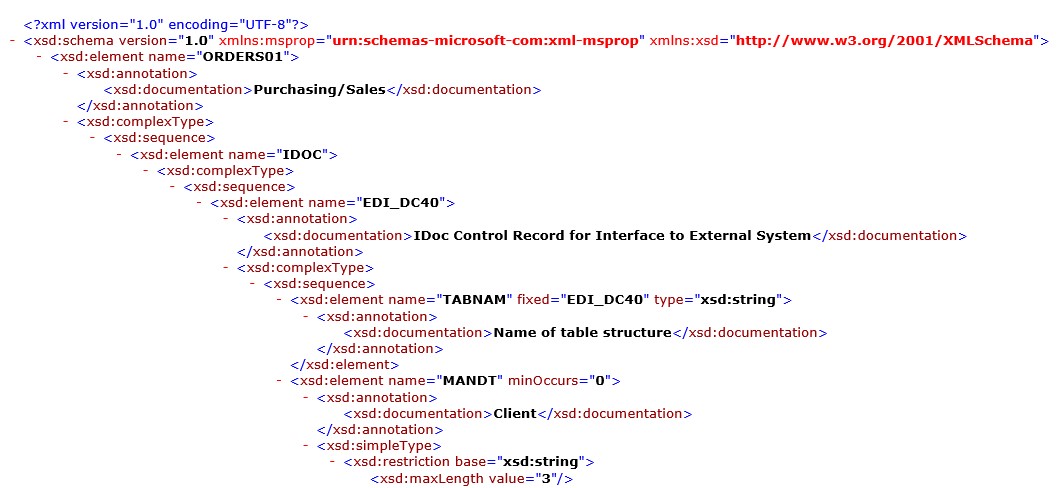 <?xml version="1.0" encoding="UTF-8"?>
- <xsd:schema version="1.0" xmlns:msprop="urn:schemas-microsoft-com:xml-msprop" xmlns:xsd="http://www.w3.org/2001/XMLSchema">
- <xsd:element name="ORDERS01">
- <xsd:annotation>
<xsd:documentation>Purchasing/Sales</xsd:documentation>
</xsd:annotation>
- <xsd:complexType>
- <xsd:sequence>
- <xsd:element name="IDOC">
- <xsd:complexType>
- <xsd:sequence>
- <xsd:element name="EDI_DC40">
- <xsd:annotation>
<xsd:documentation>IDoc Control Record for Interface to External System</xsd:documentation>
</xsd:annotation>
- <xsd:complexType>
- <xsd:sequence>
- <xsd:element name="TABNAM" fixed="EDI_DC40" type="xsd:string">
- <xsd:annotation>
<xsd:documentation>Name of table structure</xsd:documentation>
</xsd:annotation>
</xsd:element>
- <xsd:element name="MANDT" minOccurs="0">
- <xsd:annotation>
<xsd:documentation>Client</xsd:documentation>
</xsd:annotation>
- <xsd:simpleType>
- <xsd:restriction base="xsd:string">
<xsd:maxLength value="3"/>